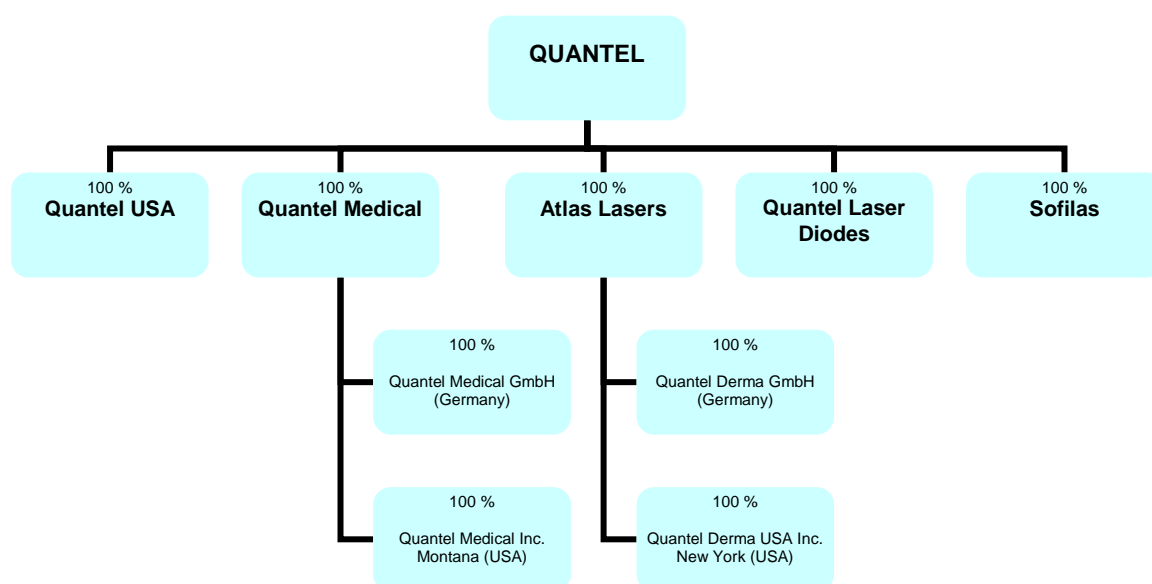 QUANTEL
100 %
Quantel USA
100 %
Quantel Medical
100 %
Atlas Lasers
100 %
Quantel Laser
Diodes
100 %
Sofilas
100 %
Quantel Medical GmbH
(Germany)
100 %
Quantel Derma GmbH
(Germany)
100 %
Quantel Medical Inc.
Montana (USA)
100 %
Quantel Derma USA Inc.
New York (USA)